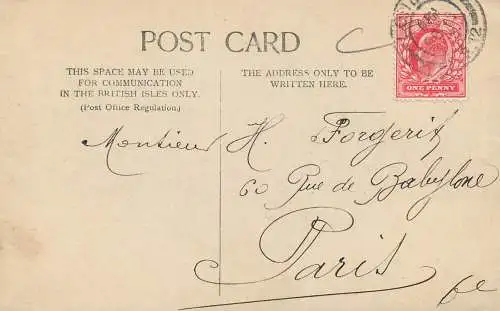 POST CARD
THIS SPACE MAY BE USED
FOR COMMUNICATION
IN THE BRITISH ISLES ONLY.
(Post Office Regulation.)
THE ADDRESS ONLY TO BE
WRITTEN HERE.
ONE PENNY
Monsieur H. Forgerit
60 Rue de Babylone
Paris